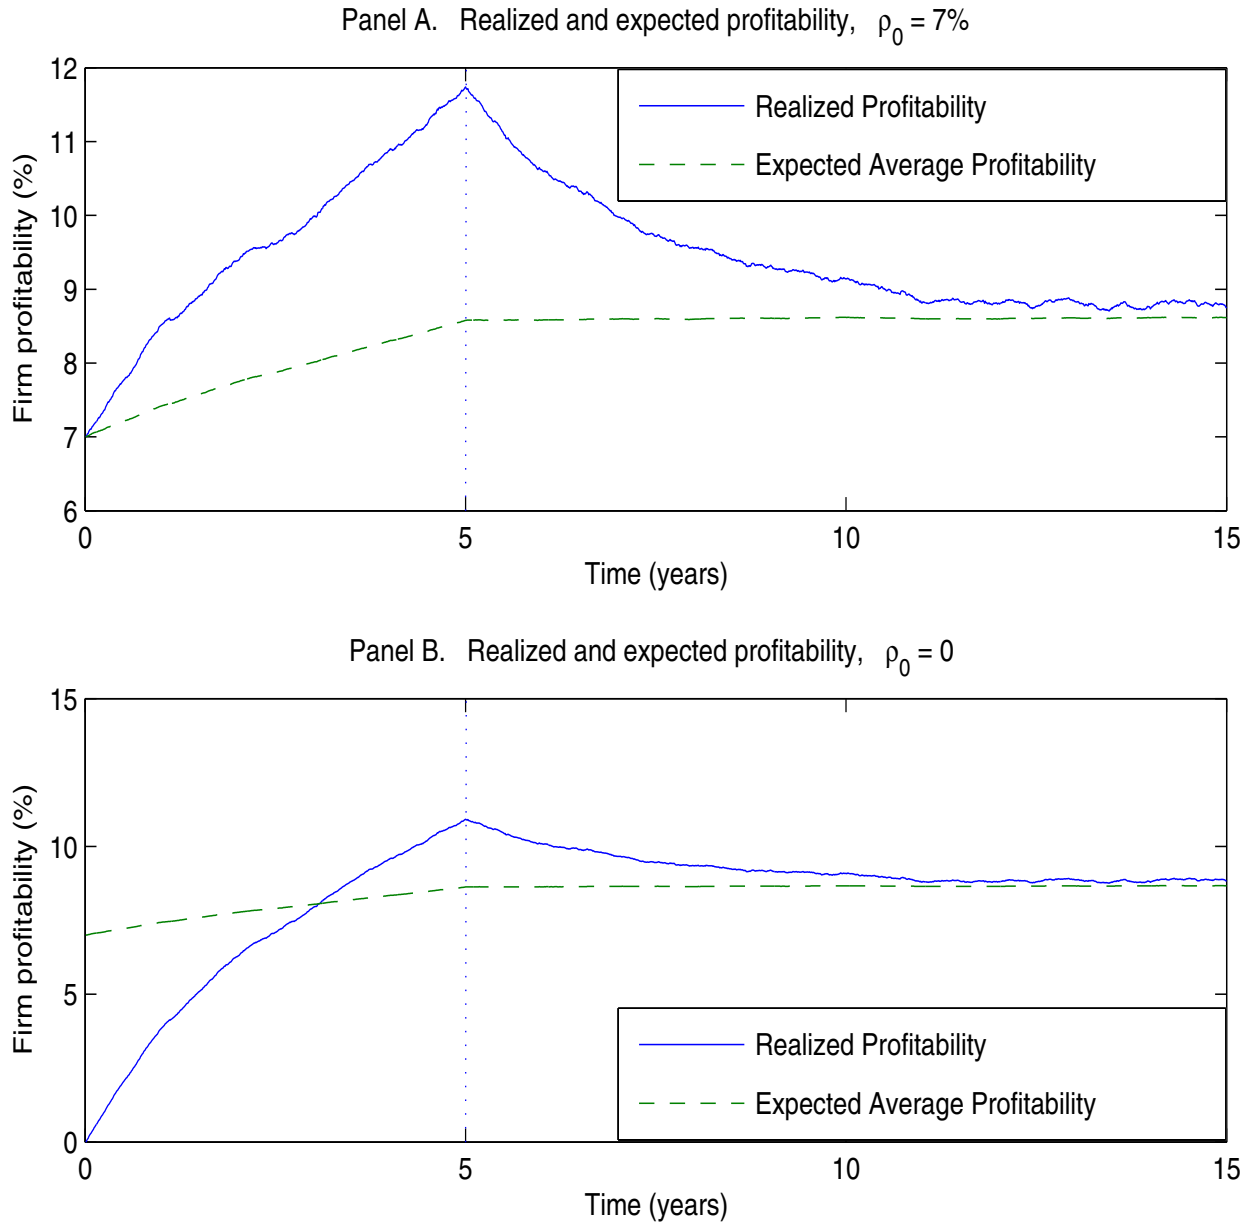 Panel A. Realized and expected profitability, ρ0 = 7%
12
11
10
9
8
7
6
Firm profitability (%)
Realized Profitability
Expected Average Profitability
0 5 10 15
Time (years)
Panel B. Realized and expected profitability, ρ0 = 0
15
10
5
0
Firm profitability (%)
Realized Profitability
Expected Average Profitability
0 5 10 15
Time (years)